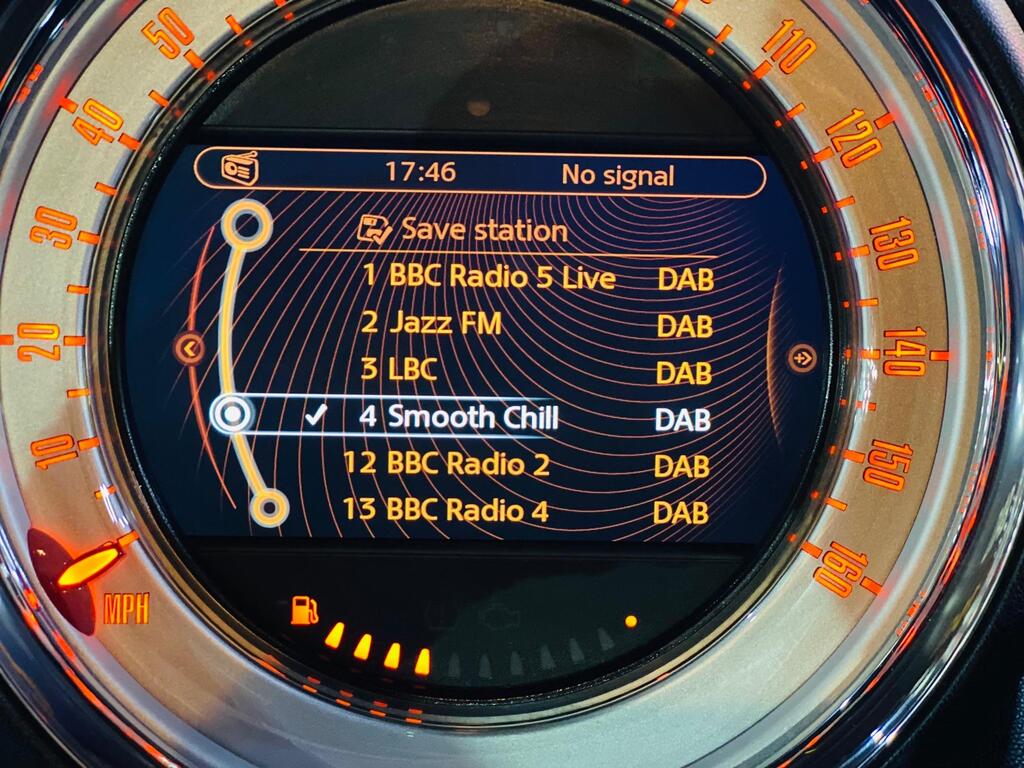 17:46 No signal
Save station
1 BBC Radio 5 Live DAB
2 Jazz FM DAB
3 LBC DAB
4 Smooth Chill DAB
12 BBC Radio 2 DAB
13 BBC Radio 4 DAB
10
20
30
40
50
110
120
130
140
150
160
MPH